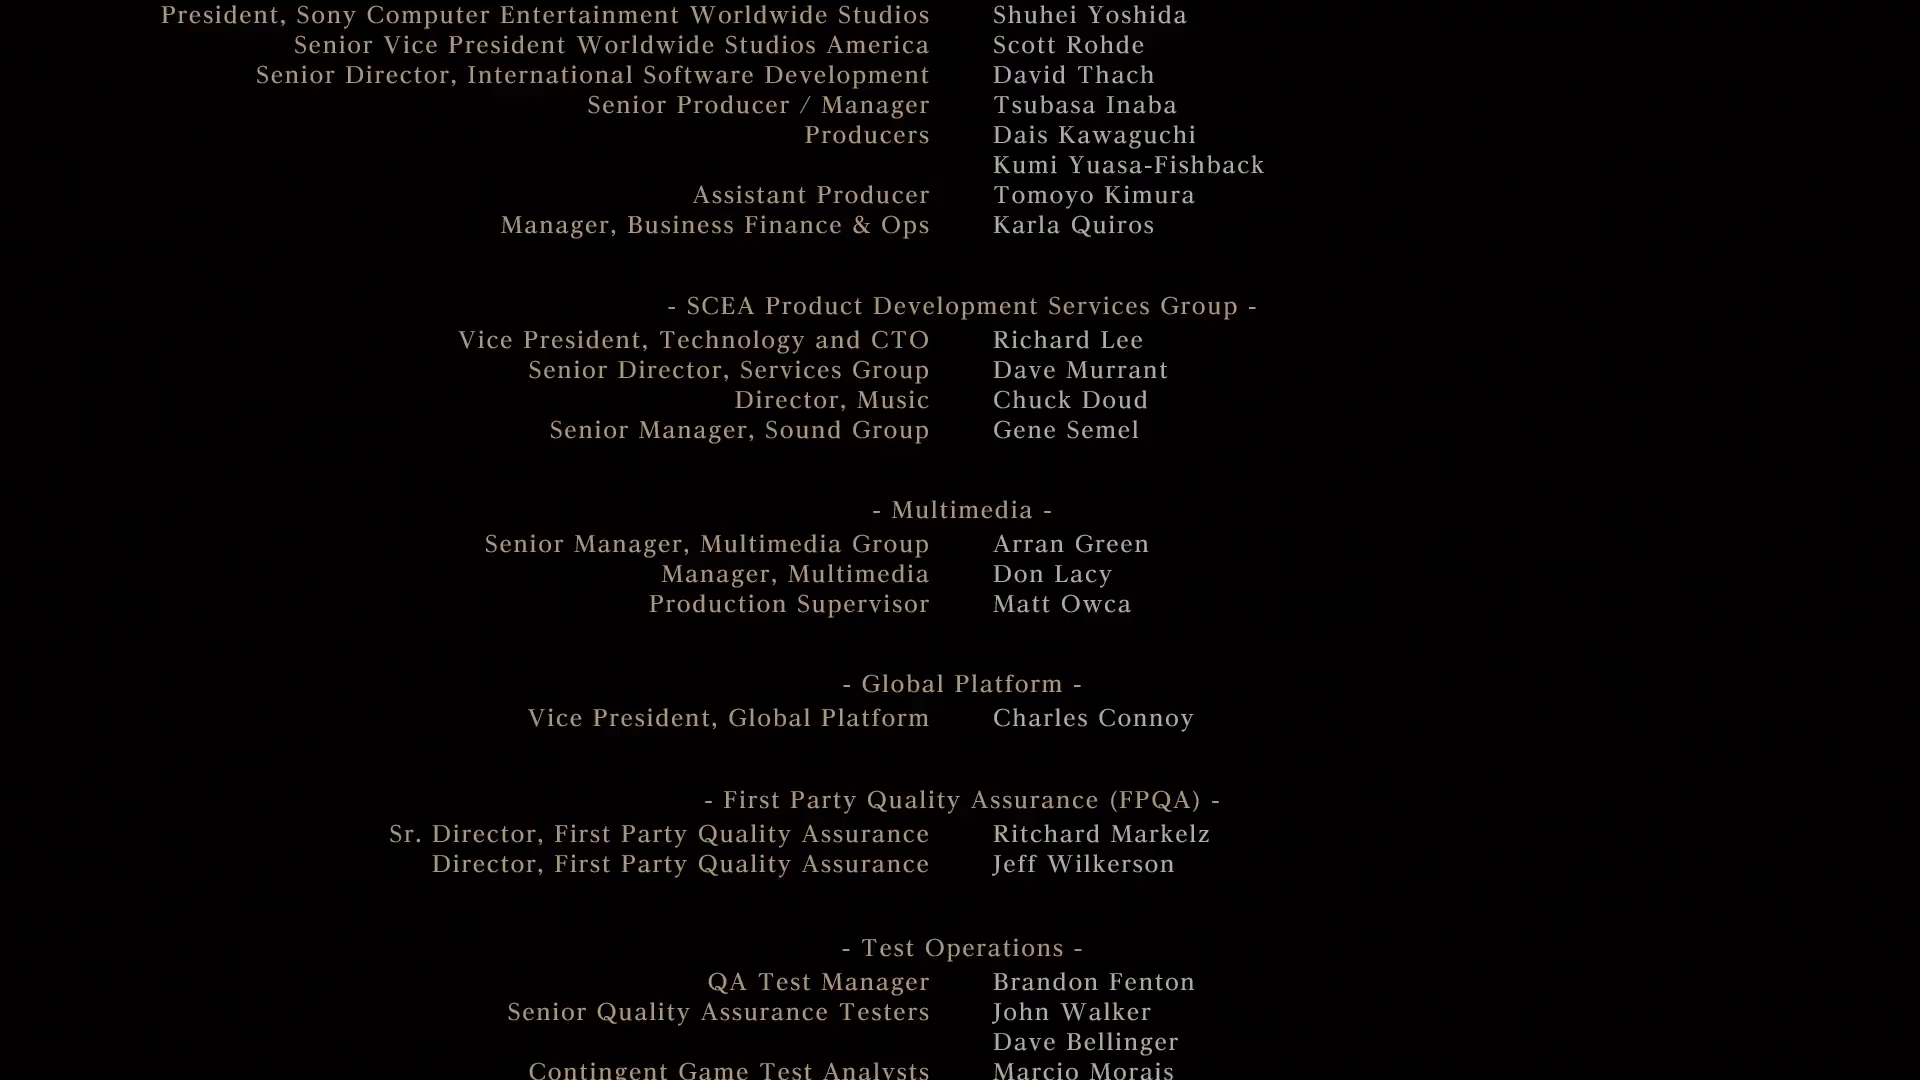 President, Sony Computer Entertainment Worldwide Studios Shuhei Yoshida
Senior Vice President Worldwide Studios America Scott Rohde
Senior Director, International Software Development David Thach
Senior Producer / Manager Tsubasa Inaba
Producers Dais Kawaguchi
Kumi Yuasa-Fishback
Assistant Producer Tomoyo Kimura
Manager, Business Finance & Ops Karla Quiros
- SCEA Product Development Services Group -
Vice President, Technology and CTO Richard Lee
Senior Director, Services Group Dave Murrant
Director, Music Chuck Doud
Senior Manager, Sound Group Gene Semel
- Multimedia -
Senior Manager, Multimedia Group Arran Green
Manager, Multimedia Don Lacy
Production Supervisor Matt Owca
- Global Platform -
Vice President, Global Platform Charles Connoy
- First Party Quality Assurance (FPQA) -
Sr. Director, First Party Quality Assurance Ritchard Markelz
Director, First Party Quality Assurance Jeff Wilkerson
- Test Operations -
QA Test Manager Brandon Fenton
Senior Quality Assurance Testers John Walker
Dave Bellinger
Contingent Game Test Analysts Marcio Morais